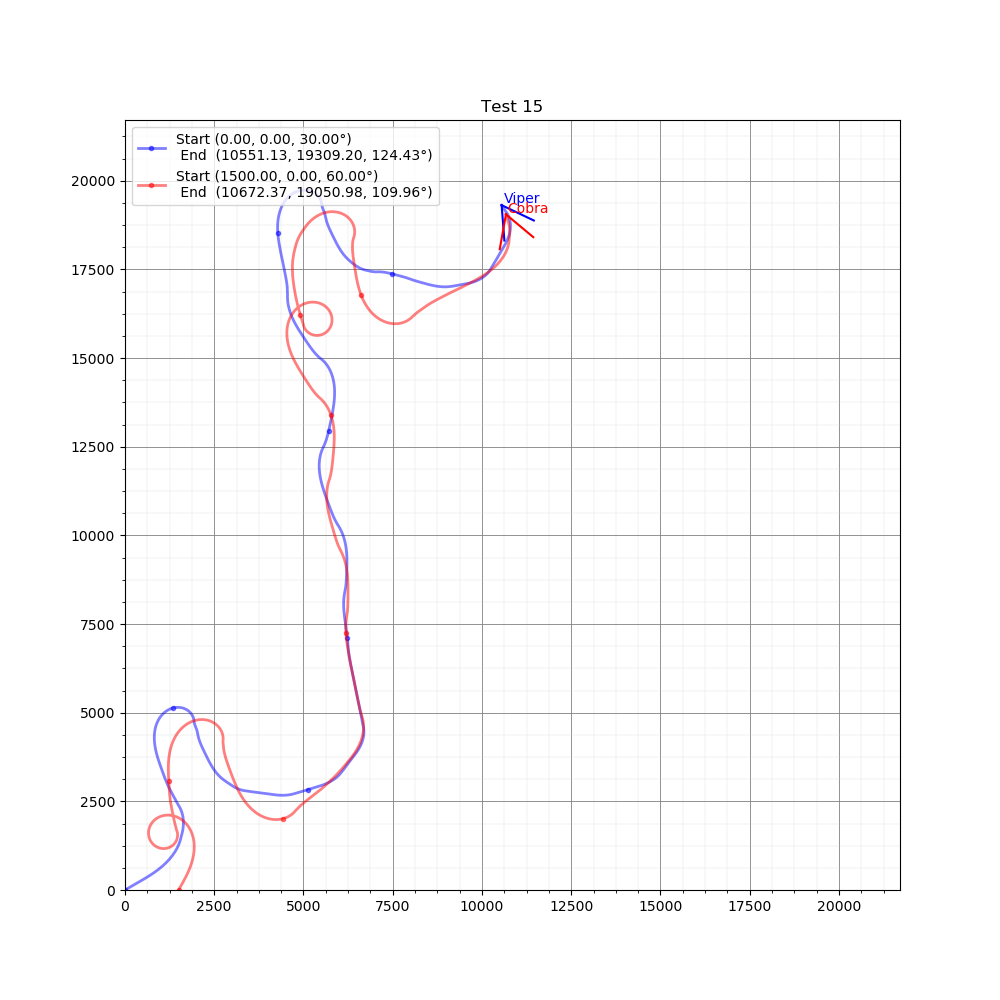 Test 15
Start (0.00, 0.00, 30.00°)
End (10551.13, 19309.20, 124.43°)
Start (1500.00, 0.00, 60.00°)
End (10672.37, 19050.98, 109.96°)
Viper
Cobra
20000
17500
15000
12500
10000
7500
5000
2500
0
0 2500 5000 7500 10000 12500 15000 17500 20000